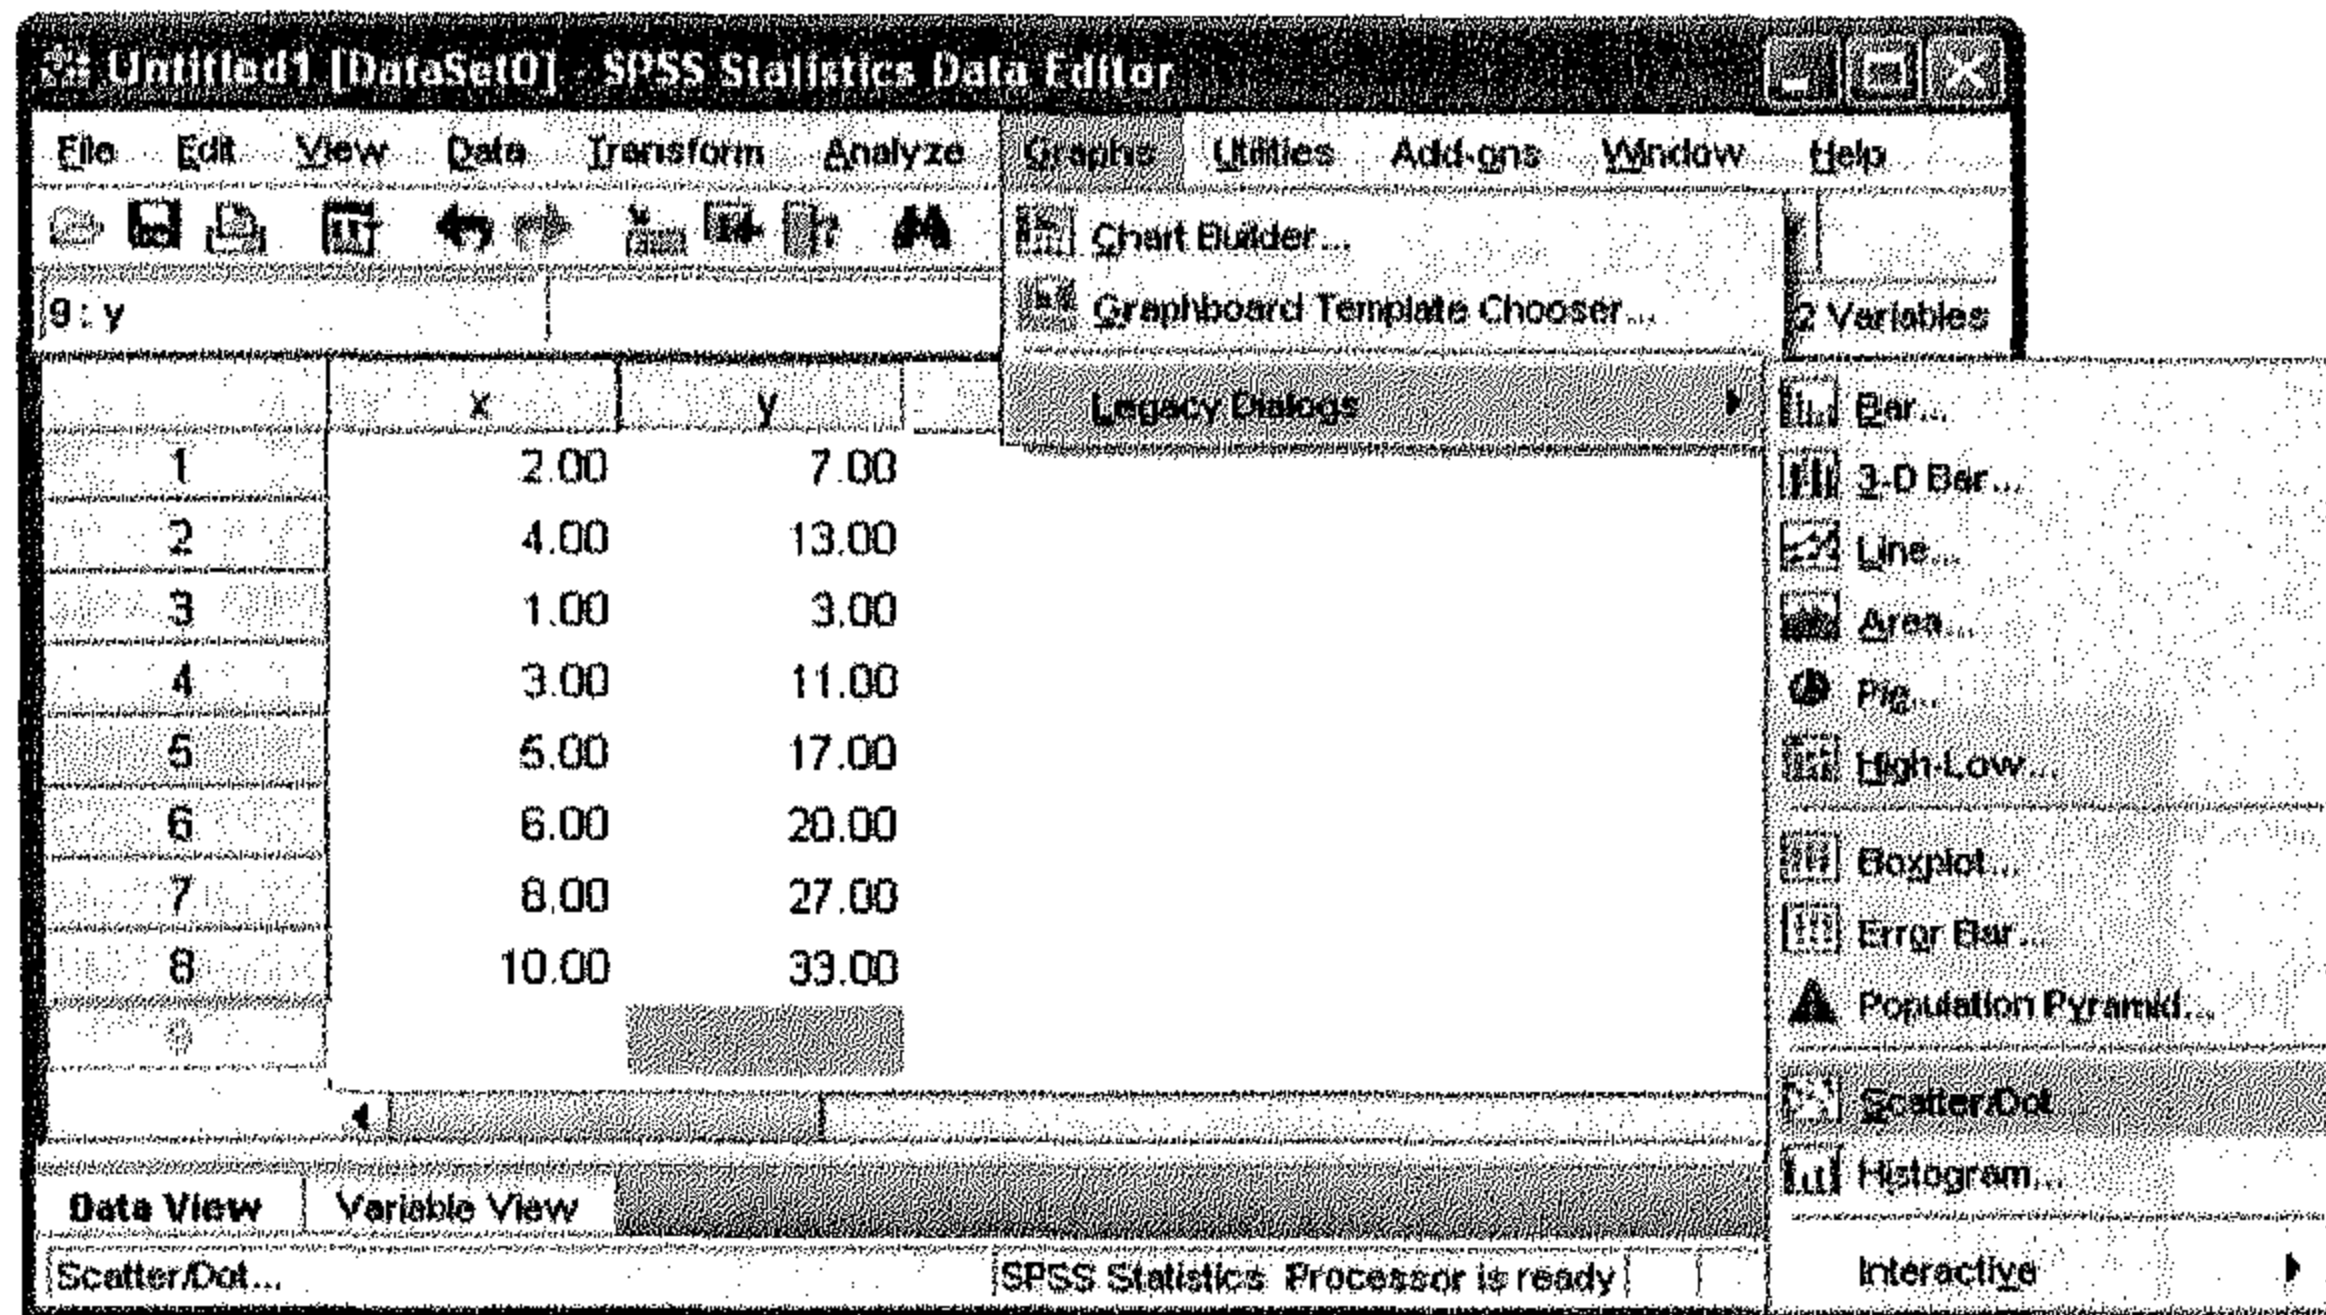 Untitled1 [DataSet0] - SPSS Statistics Data Editor
File Edit View Data Transform Analyze Graphs Utilities Add-ons Window Help
Chart Builder...
9 : y
Graphboard Template Chooser...
2 Variables
x y
Legacy Dialogs
Bar...
1 2.00 7.00
3-D Bar...
2 4.00 13.00
Line...
3 1.00 3.00
Area...
4 3.00 11.00
Pie...
5 5.00 17.00
High-Low...
6 6.00 20.00
Boxplot...
7 8.00 27.00
Error Bar...
8 10.00 33.00
Population Pyramid...
9
Scatter/Dot...
Histogram...
Data View Variable View
Scatter/Dot...
SPSS Statistics Processor is ready
Interactive